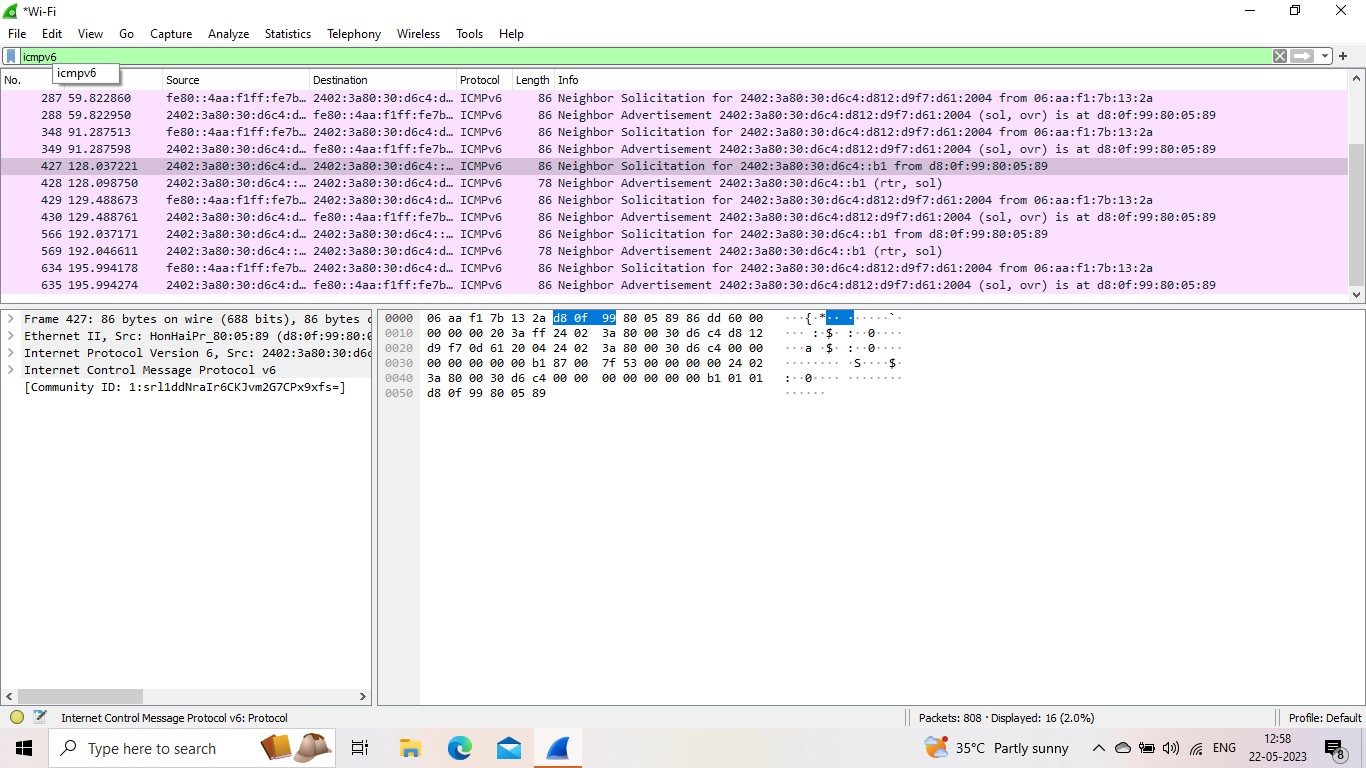 *Wi-Fi
File Edit View Go Capture Analyze Statistics Telephony Wireless Tools Help
icmpv6
icmpv6
No. Source Destination Protocol Length Info
287 59.822860 fe80::4aa:f1ff:fe7b… 2402:3a80:30:d6c4:d… ICMPv6 86 Neighbor Solicitation for 2402:3a80:30:d6c4:d812:d9f7:d61:2004 from 06:aa:f1:7b:13:2a
288 59.822950 2402:3a80:30:d6c4:d… fe80::4aa:f1ff:fe7b… ICMPv6 86 Neighbor Advertisement 2402:3a80:30:d6c4:d812:d9f7:d61:2004 (sol, ovr) is at d8:0f:99:80:05:89
348 91.287513 fe80::4aa:f1ff:fe7b… 2402:3a80:30:d6c4:d… ICMPv6 86 Neighbor Solicitation for 2402:3a80:30:d6c4:d812:d9f7:d61:2004 from 06:aa:f1:7b:13:2a
349 91.287598 2402:3a80:30:d6c4:d… fe80::4aa:f1ff:fe7b… ICMPv6 86 Neighbor Advertisement 2402:3a80:30:d6c4:d812:d9f7:d61:2004 (sol, ovr) is at d8:0f:99:80:05:89
427 128.037221 2402:3a80:30:d6c4:d… 2402:3a80:30:d6c4::… ICMPv6 86 Neighbor Solicitation for 2402:3a80:30:d6c4::b1 from d8:0f:99:80:05:89
428 128.098750 2402:3a80:30:d6c4::… 2402:3a80:30:d6c4:d… ICMPv6 78 Neighbor Advertisement 2402:3a80:30:d6c4::b1 (rtr, sol)
429 129.488673 fe80::4aa:f1ff:fe7b… 2402:3a80:30:d6c4:d… ICMPv6 86 Neighbor Solicitation for 2402:3a80:30:d6c4:d812:d9f7:d61:2004 from 06:aa:f1:7b:13:2a
430 129.488761 2402:3a80:30:d6c4:d… fe80::4aa:f1ff:fe7b… ICMPv6 86 Neighbor Advertisement 2402:3a80:30:d6c4:d812:d9f7:d61:2004 (sol, ovr) is at d8:0f:99:80:05:89
566 192.037171 2402:3a80:30:d6c4:d… 2402:3a80:30:d6c4::… ICMPv6 86 Neighbor Solicitation for 2402:3a80:30:d6c4::b1 from d8:0f:99:80:05:89
569 192.046611 2402:3a80:30:d6c4::… 2402:3a80:30:d6c4:d… ICMPv6 78 Neighbor Advertisement 2402:3a80:30:d6c4::b1 (rtr, sol)
634 195.994178 fe80::4aa:f1ff:fe7b… 2402:3a80:30:d6c4:d… ICMPv6 86 Neighbor Solicitation for 2402:3a80:30:d6c4:d812:d9f7:d61:2004 from 06:aa:f1:7b:13:2a
635 195.994274 2402:3a80:30:d6c4:d… fe80::4aa:f1ff:fe7b… ICMPv6 86 Neighbor Advertisement 2402:3a80:30:d6c4:d812:d9f7:d61:2004 (sol, ovr) is at d8:0f:99:80:05:89
Frame 427: 86 bytes on wire (688 bits), 86 bytes c
Ethernet II, Src: HonHaiPr_80:05:89 (d8:0f:99:80:0
Internet Protocol Version 6, Src: 2402:3a80:30:d6c
Internet Control Message Protocol v6
[Community ID: 1:srl1ddNraIr6CKJvm2G7CPx9xfs=]
0000 06 aa f1 7b 13 2a d8 0f 99 80 05 89 86 dd 60 00 ···{·*·· ······`·
0010 00 00 00 20 3a ff 24 02 3a 80 00 30 d6 c4 d8 12 ··· :·$· :··0····
0020 d9 f7 0d 61 20 04 24 02 3a 80 00 30 d6 c4 00 00 ···a ·$· :··0····
0030 00 00 00 00 00 b1 87 00 7f 53 00 00 00 00 24 02 ········ ·S····$·
0040 3a 80 00 30 d6 c4 00 00 00 00 00 00 00 b1 01 01 :··0···· ········
0050 d8 0f 99 80 05 89 ······
Internet Control Message Protocol v6: Protocol
Packets: 808 · Displayed: 16 (2.0%)
Profile: Default
Type here to search
35°C Partly sunny
ENG
12:58
22-05-2023
8